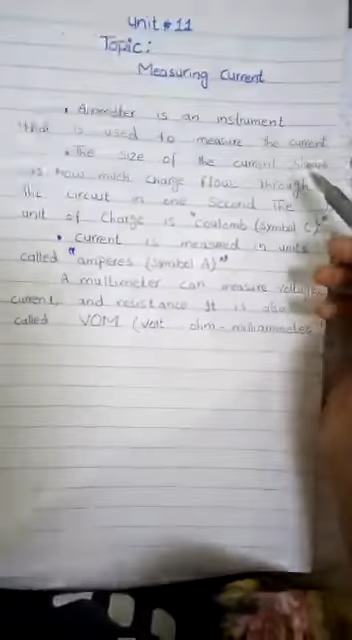 Unit # 11
Topic:
Measuring Current
• Ammeter is an instrument
that is used to measure the current
• The size of the current shows
is how much charge flow through
the circuit in one second The
unit of charge is "coulomb (symbol C)"
• current is measured in units
called "amperes (symbol A)"
A multimeter can measure voltage
current, and resistance It is also
called VOM (volt ohm-milliammeter